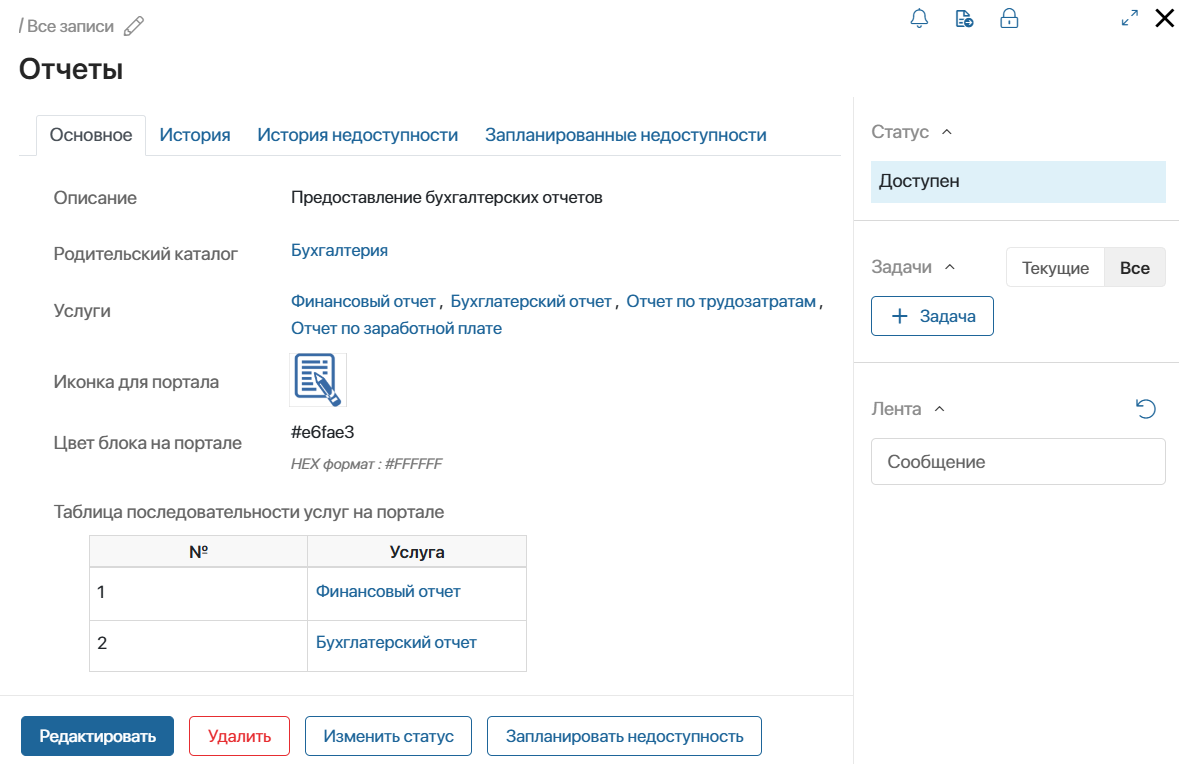 / Все записи
Отчеты
Основное История История недоступности Запланированные недоступности
Описание Предоставление бухгалтерских отчетов
Родительский каталог Бухгалтерия
Услуги Финансовый отчет , Бухглатерский отчет , Отчет по трудозатратам ,
Отчет по заработной плате
Иконка для портала
Цвет блока на портале #e6fae3
HEX формат : #FFFFFF
Таблица последовательности услуг на портале
№ Услуга
1 Финансовый отчет
2 Бухглатерский отчет
Редактировать Удалить Изменить статус Запланировать недоступность
Статус
Доступен
Задачи Текущие Все
+ Задача
Лента
Сообщение